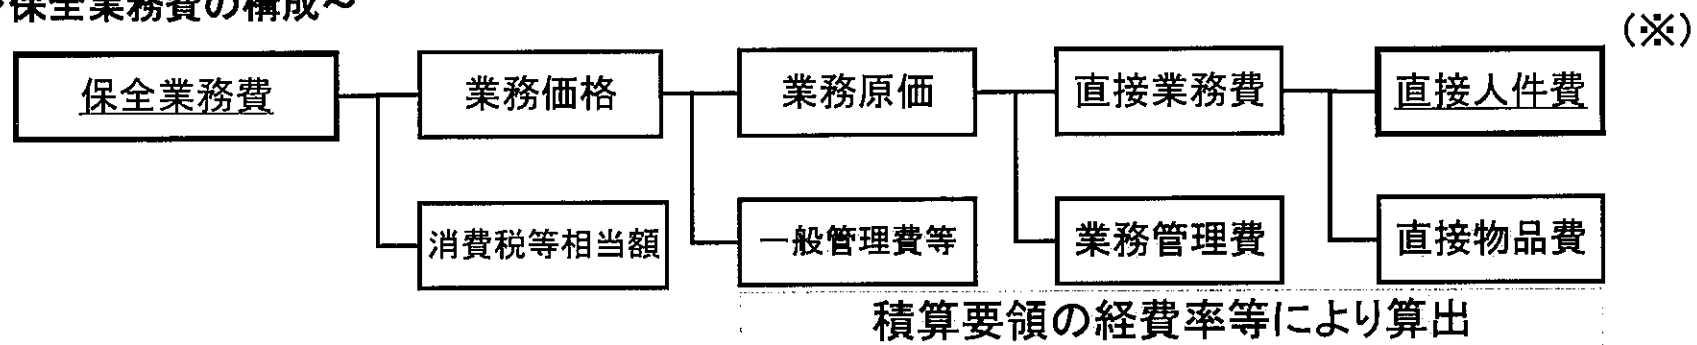 保全業務費の構成~
(※)
保全業務費
業務価格
業務原価
直接業務費
直接人件費
消費税等相当額
一般管理費等
業務管理費
直接物品費
積算要領の経費率等により算出